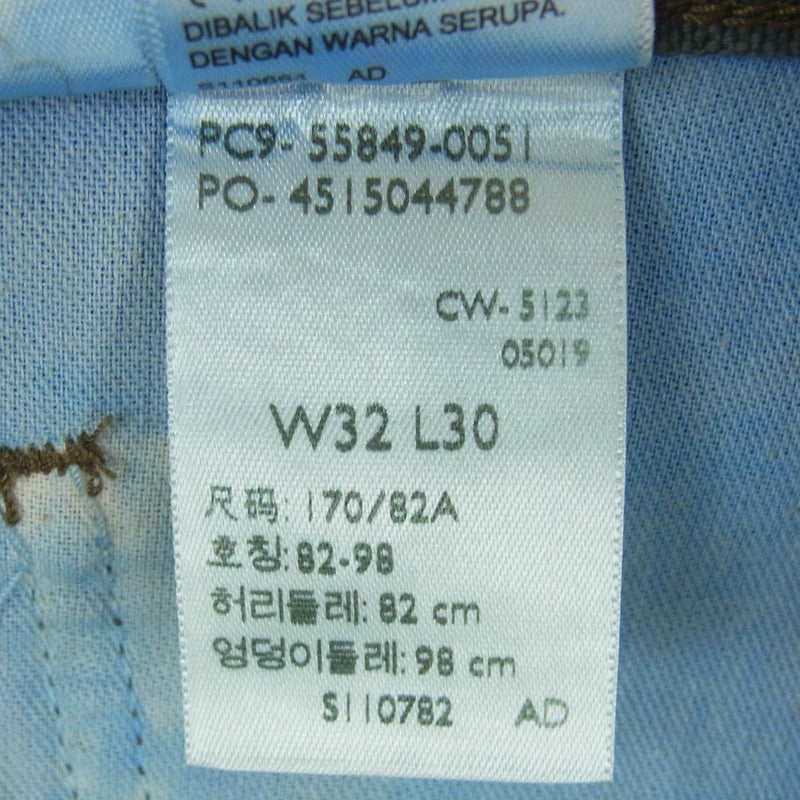 DIBALIK SEBELUM
DENGAN WARNA SERUPA.
AD
PC9- 55849-0051
PO- 4515044788
CW- 5123
05019
W32 L30
尺码: 170/82A
호칭: 82-98
허리둘레: 82 cm
엉덩이둘레: 98 cm
S110782 AD